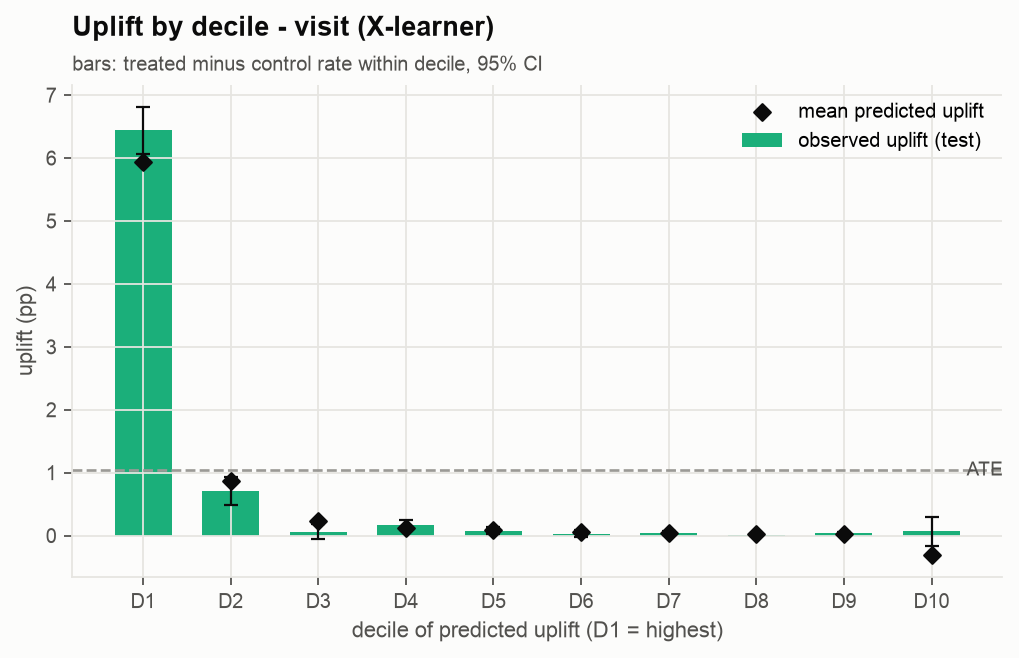 Uplift by decile - visit (X-learner)
bars: treated minus control rate within decile, 95% CI
mean predicted uplift
observed uplift (test)
uplift (pp)
7
6
5
4
3
2
1
0
ATE
D1 D2 D3 D4 D5 D6 D7 D8 D9 D10
decile of predicted uplift (D1 = highest)